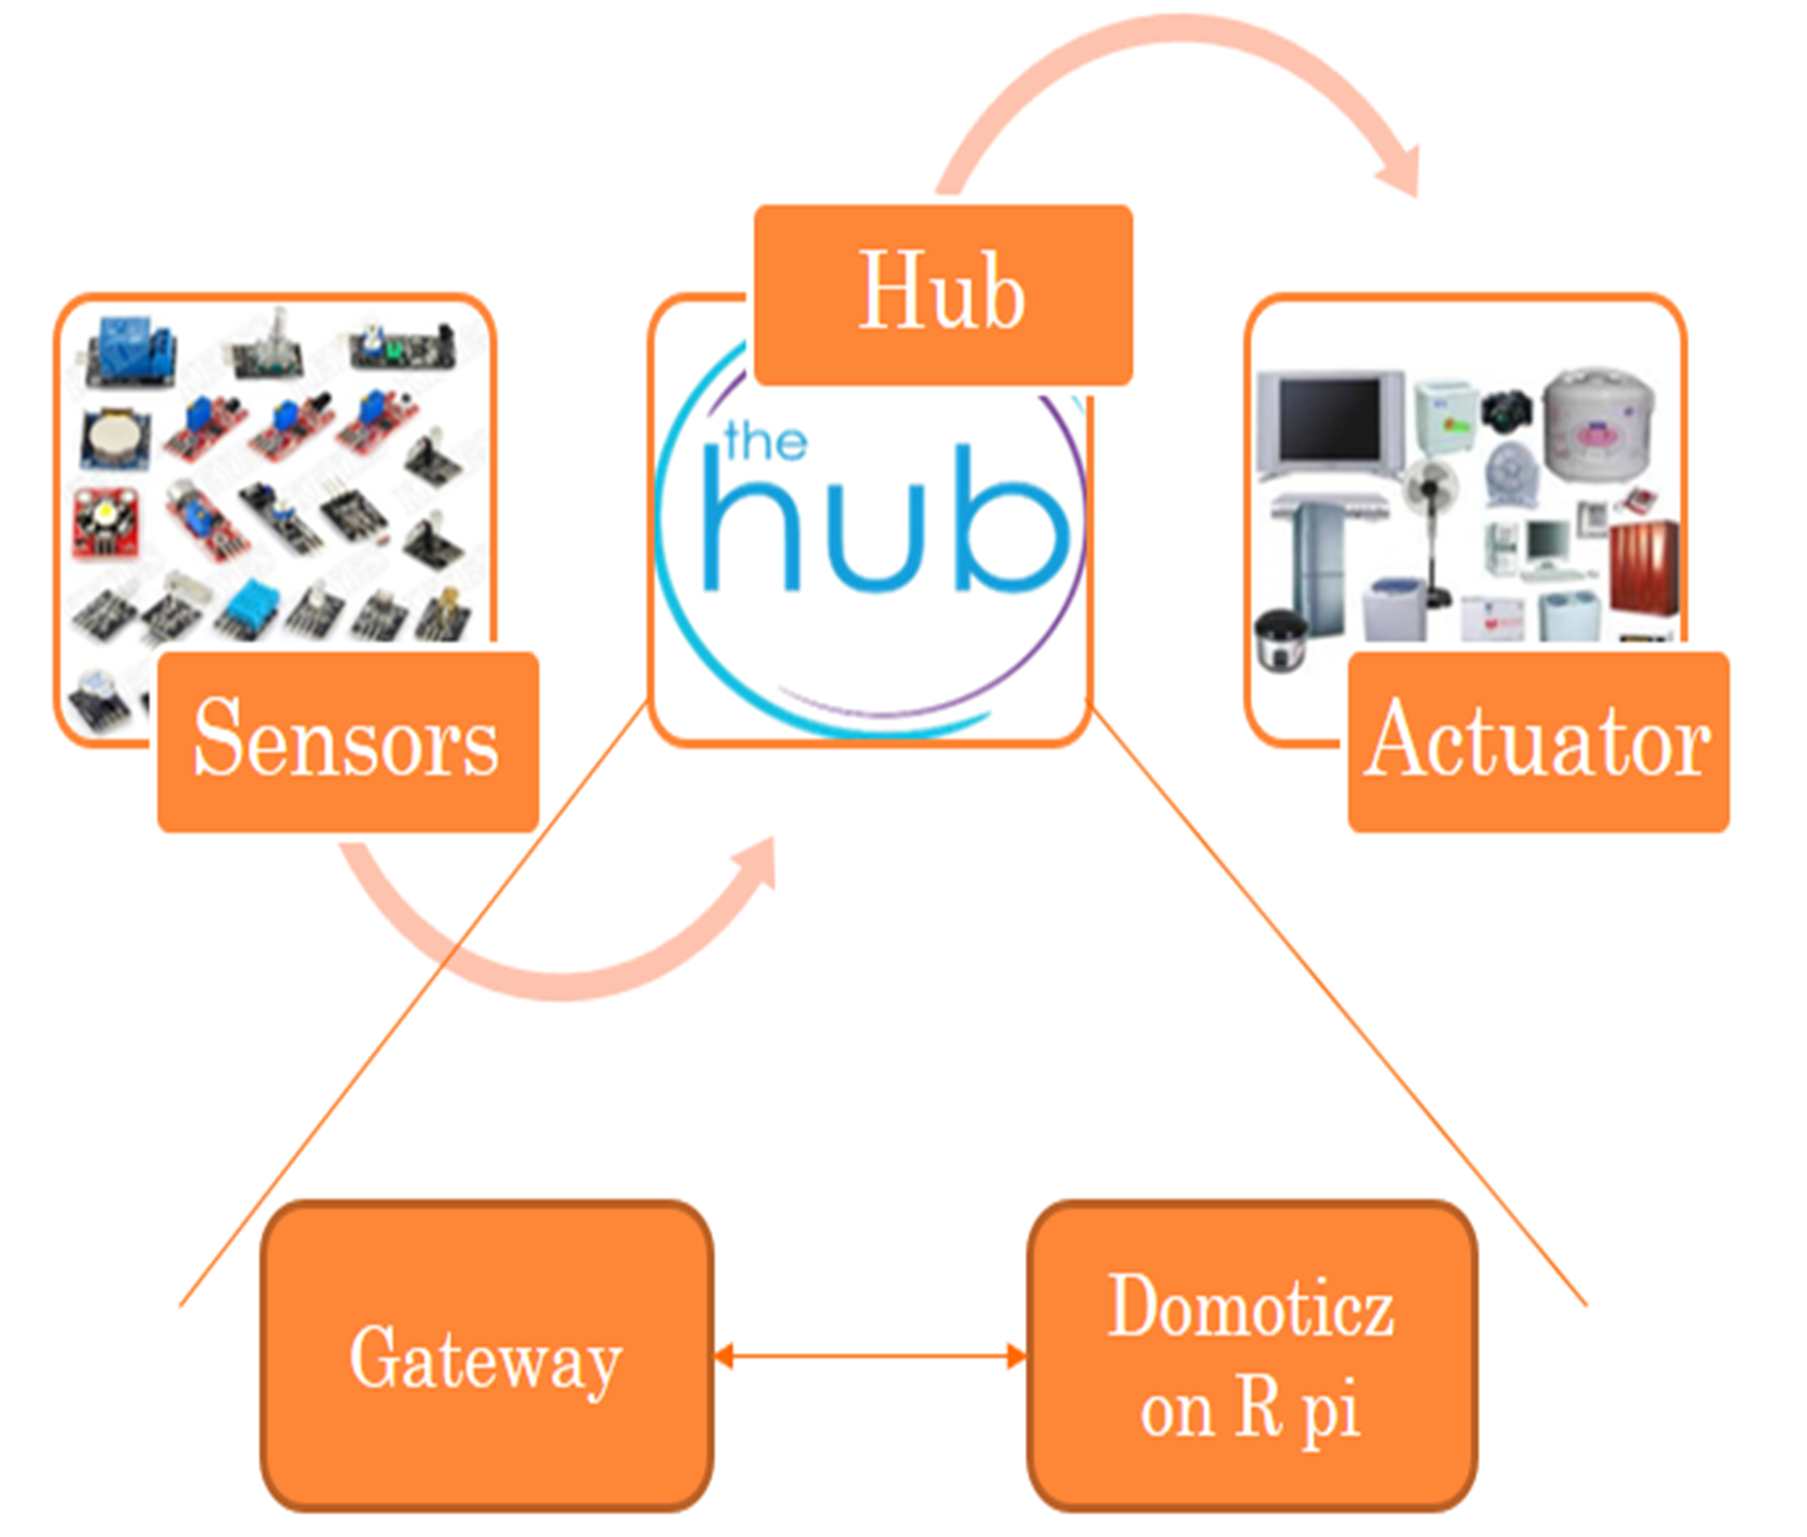 Hub
the
hub
Sensors
Actuator
Gateway
Domoticz
on R pi